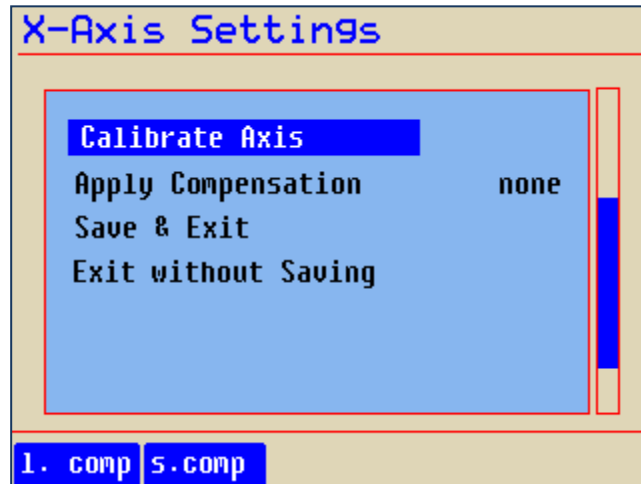 X-Axis Settings
Calibrate Axis
Apply Compensation none
Save & Exit
Exit without Saving
l. comp s.comp